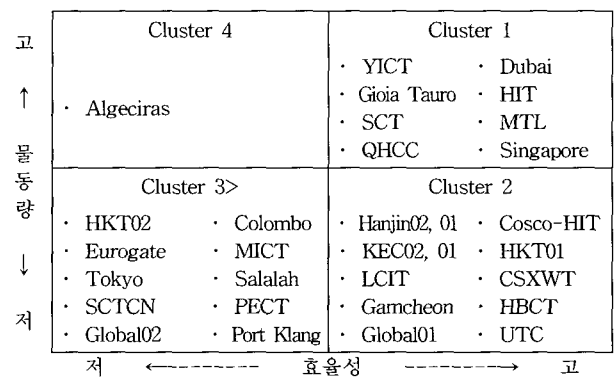 고 ↑ 물동량 ↓ 저
Cluster 4
· Algeciras
Cluster 1
· YICT · Dubai
· Gioia Tauro · HIT
· SCT · MTL
· QHCC · Singapore
Cluster 3>
· HKT02 · Colombo
· Eurogate · MICT
· Tokyo · Salalah
· SCTCN · PECT
· Global02 · Port Klang
Cluster 2
· Hanjin02, 01 · Cosco-HIT
· KEC02, 01 · HKT01
· LCIT · CSXWT
· Gamcheon · HBCT
· Global01 · UTC
저 ←-------- 효율성 --------→ 고